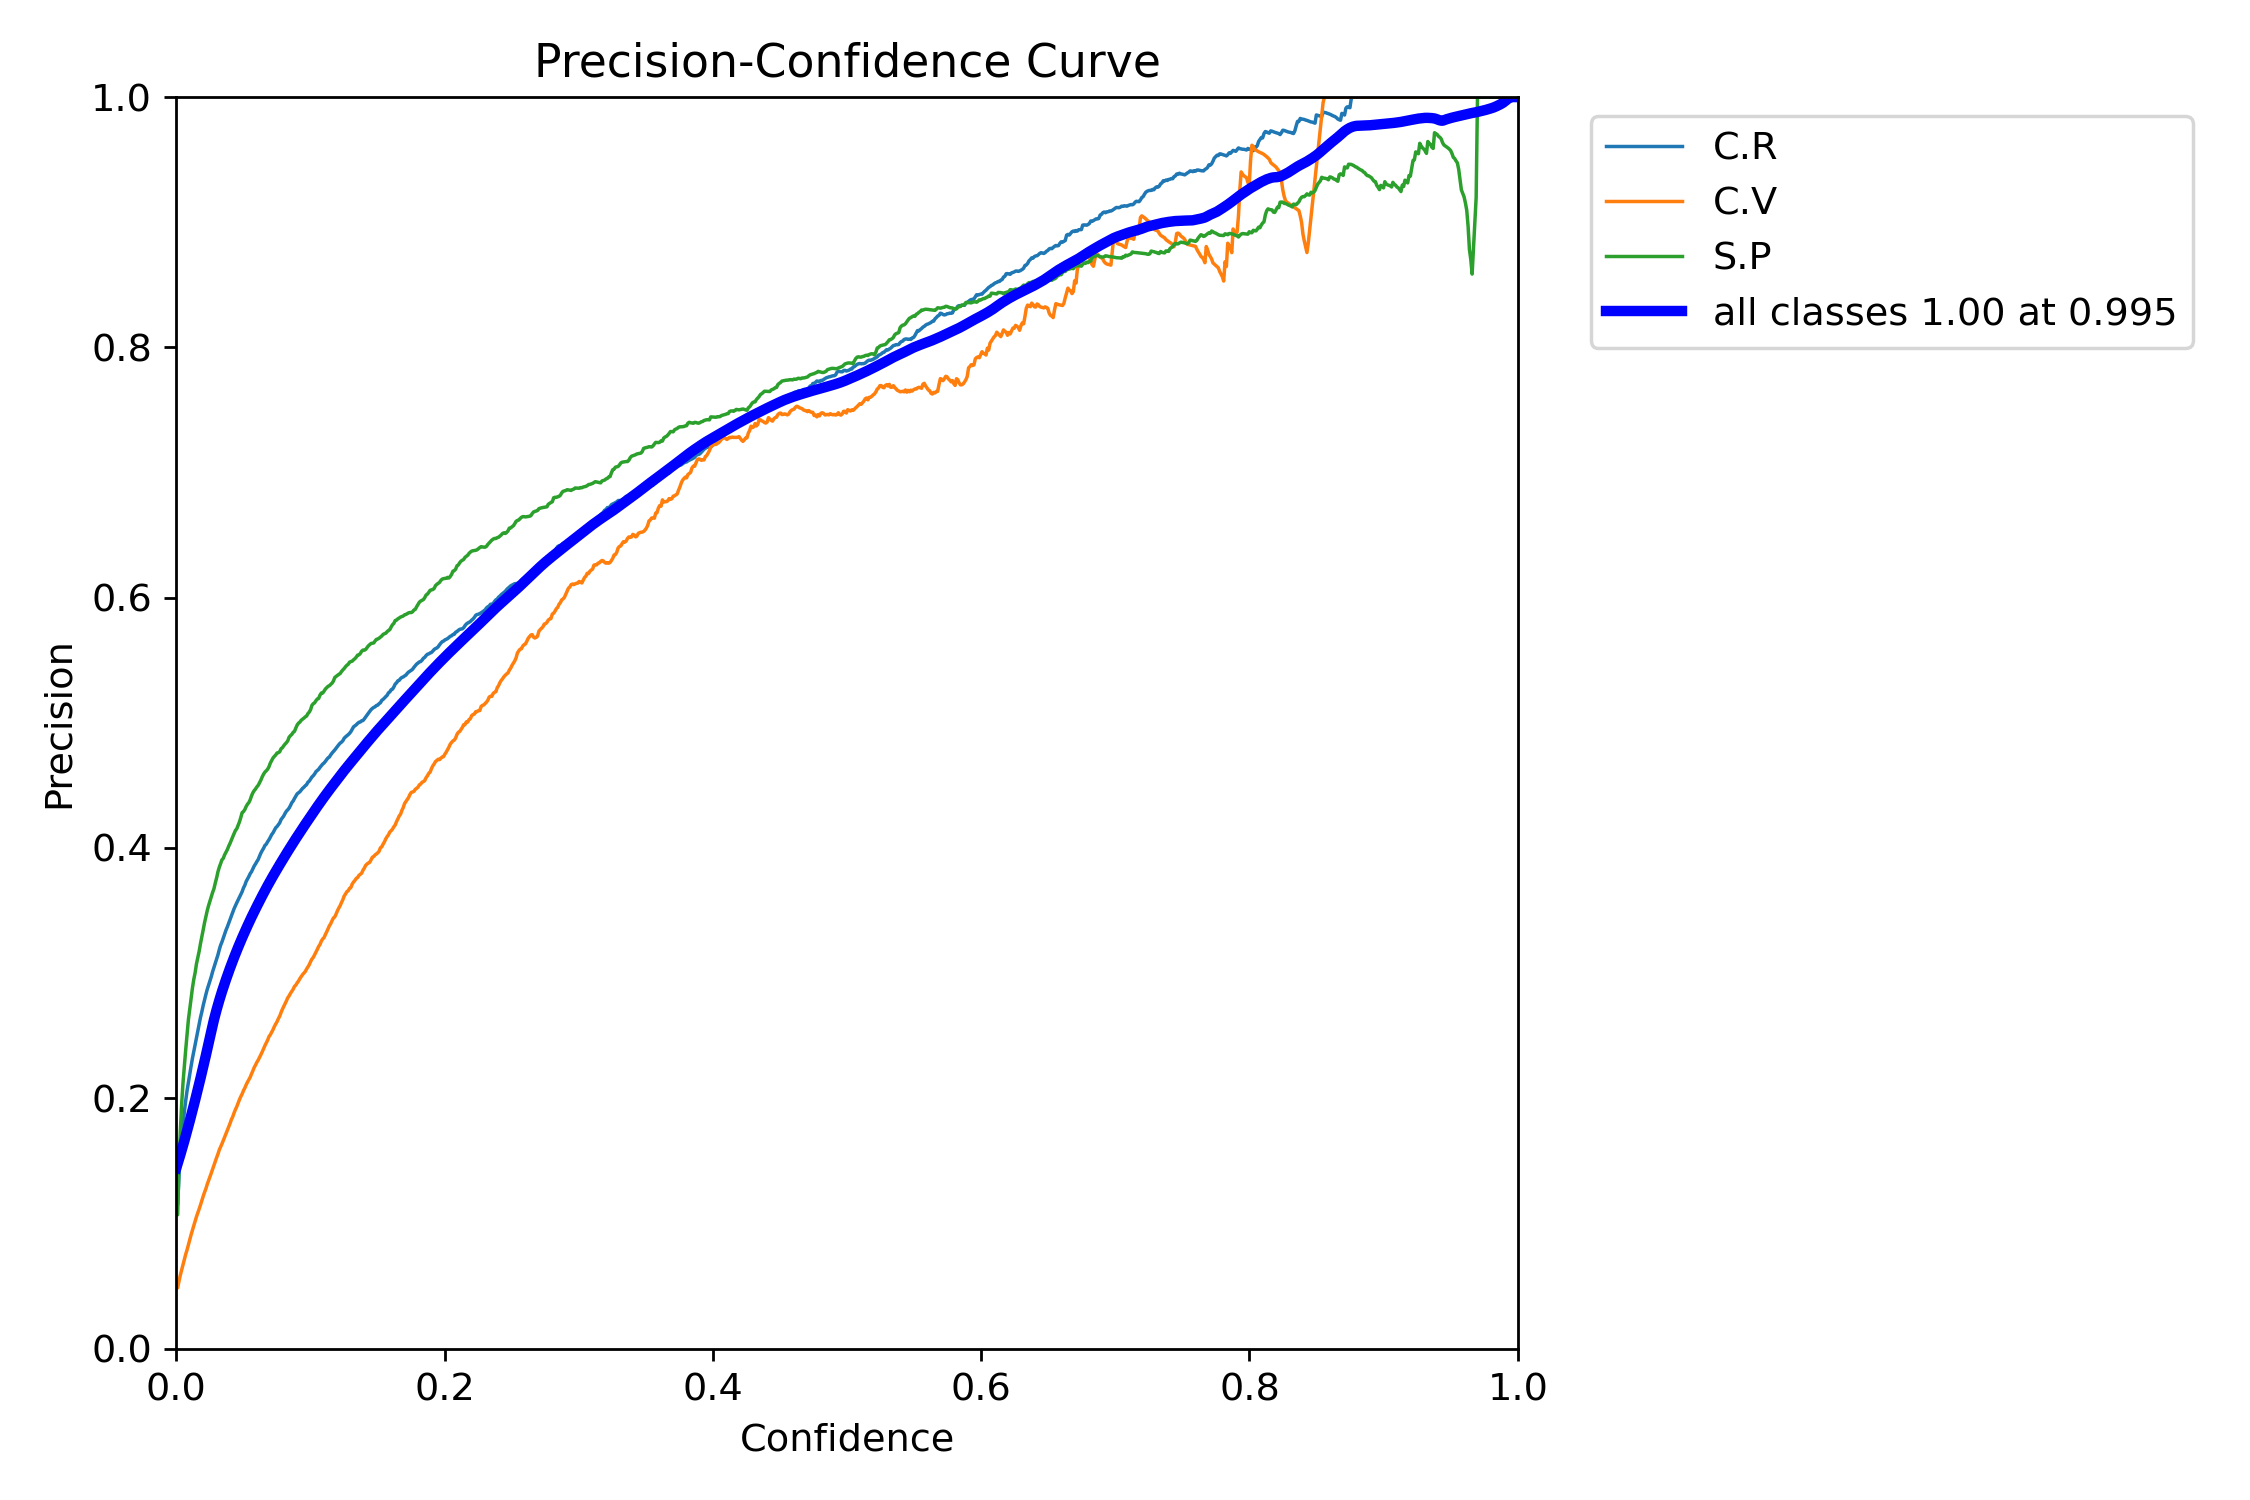 Precision-Confidence Curve
1.0
0.8
0.6
0.4
0.2
0.0
Precision
0.0 0.2 0.4 0.6 0.8 1.0
Confidence
C.R
C.V
S.P
all classes 1.00 at 0.995